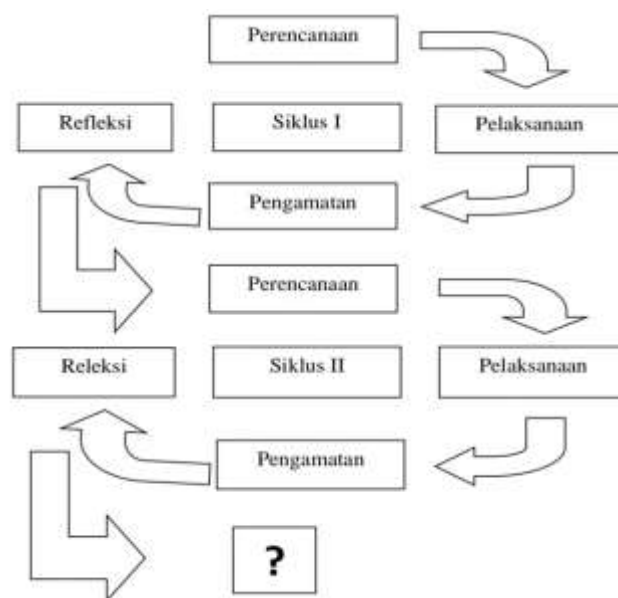 Perencanaan
Refleksi
Siklus I
Pelaksanaan
Pengamatan
Perencanaan
Releksi
Siklus II
Pelaksanaan
Pengamatan
?